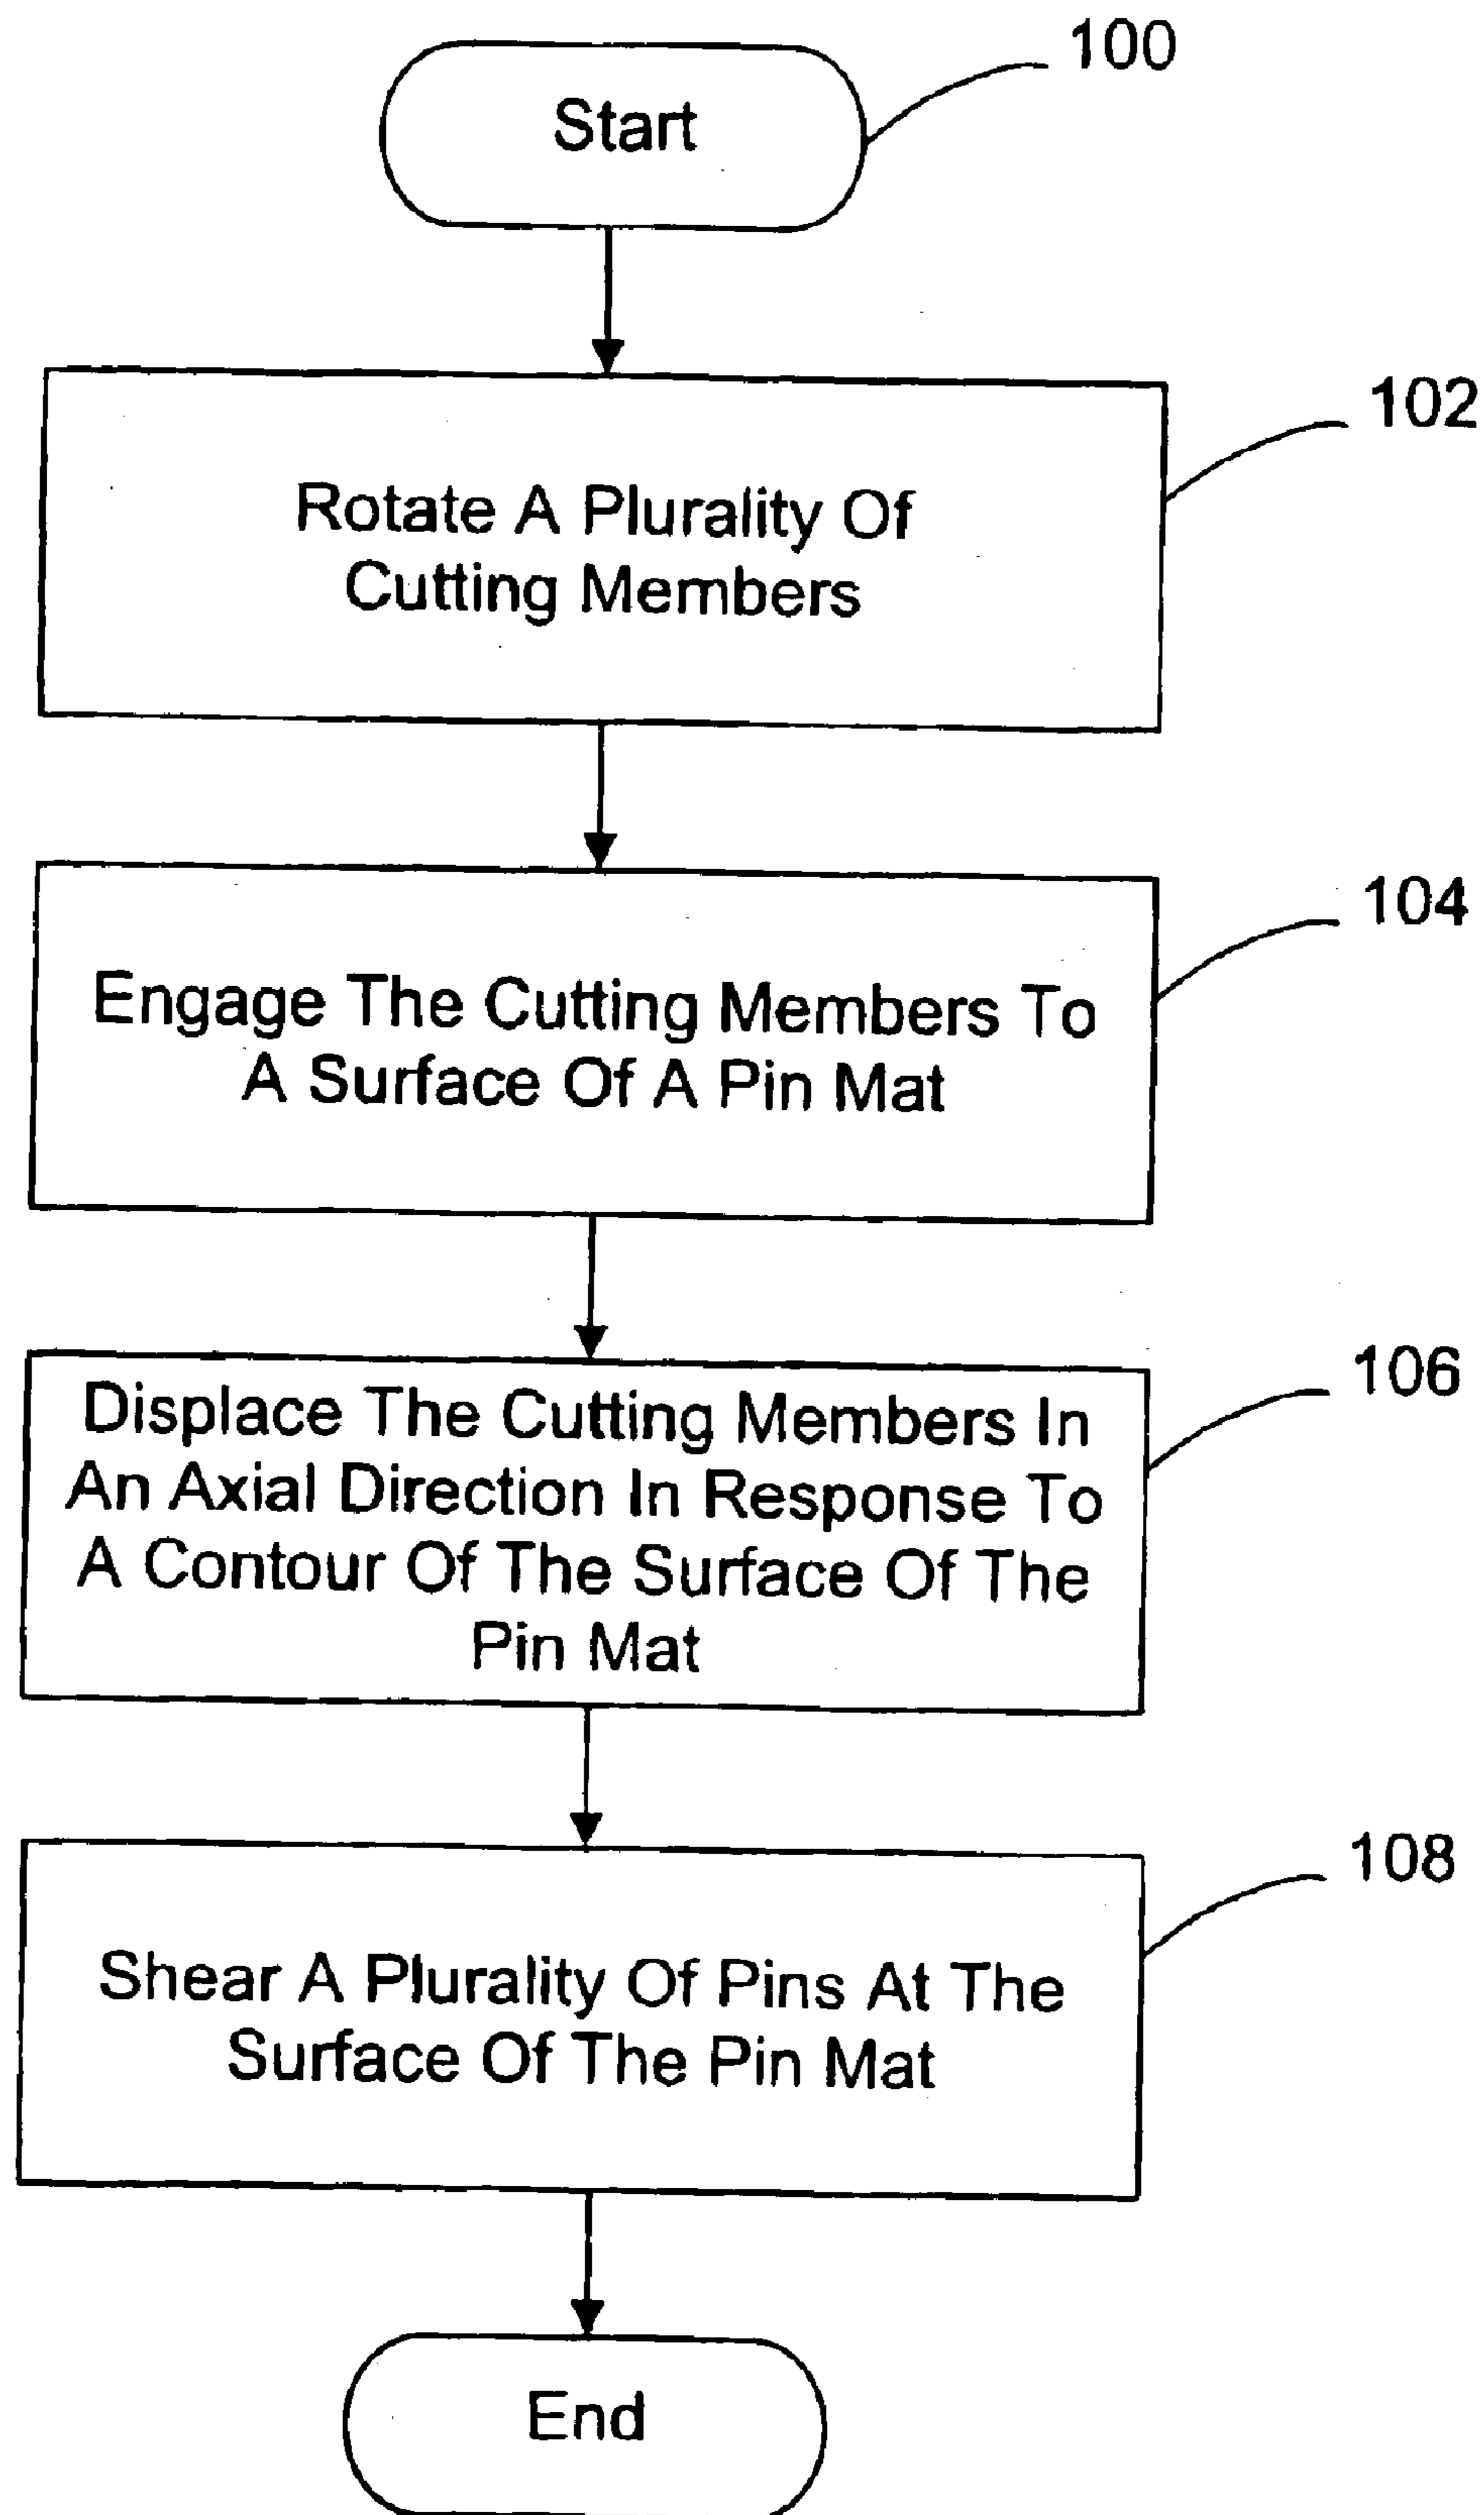 Start
100
Rotate A Plurality Of
Cutting Members
102
Engage The Cutting Members To
A Surface Of A Pin Mat
104
Displace The Cutting Members In
An Axial Direction In Response To
A Contour Of The Surface Of The
Pin Mat
106
Shear A Plurality Of Pins At The
Surface Of The Pin Mat
108
End